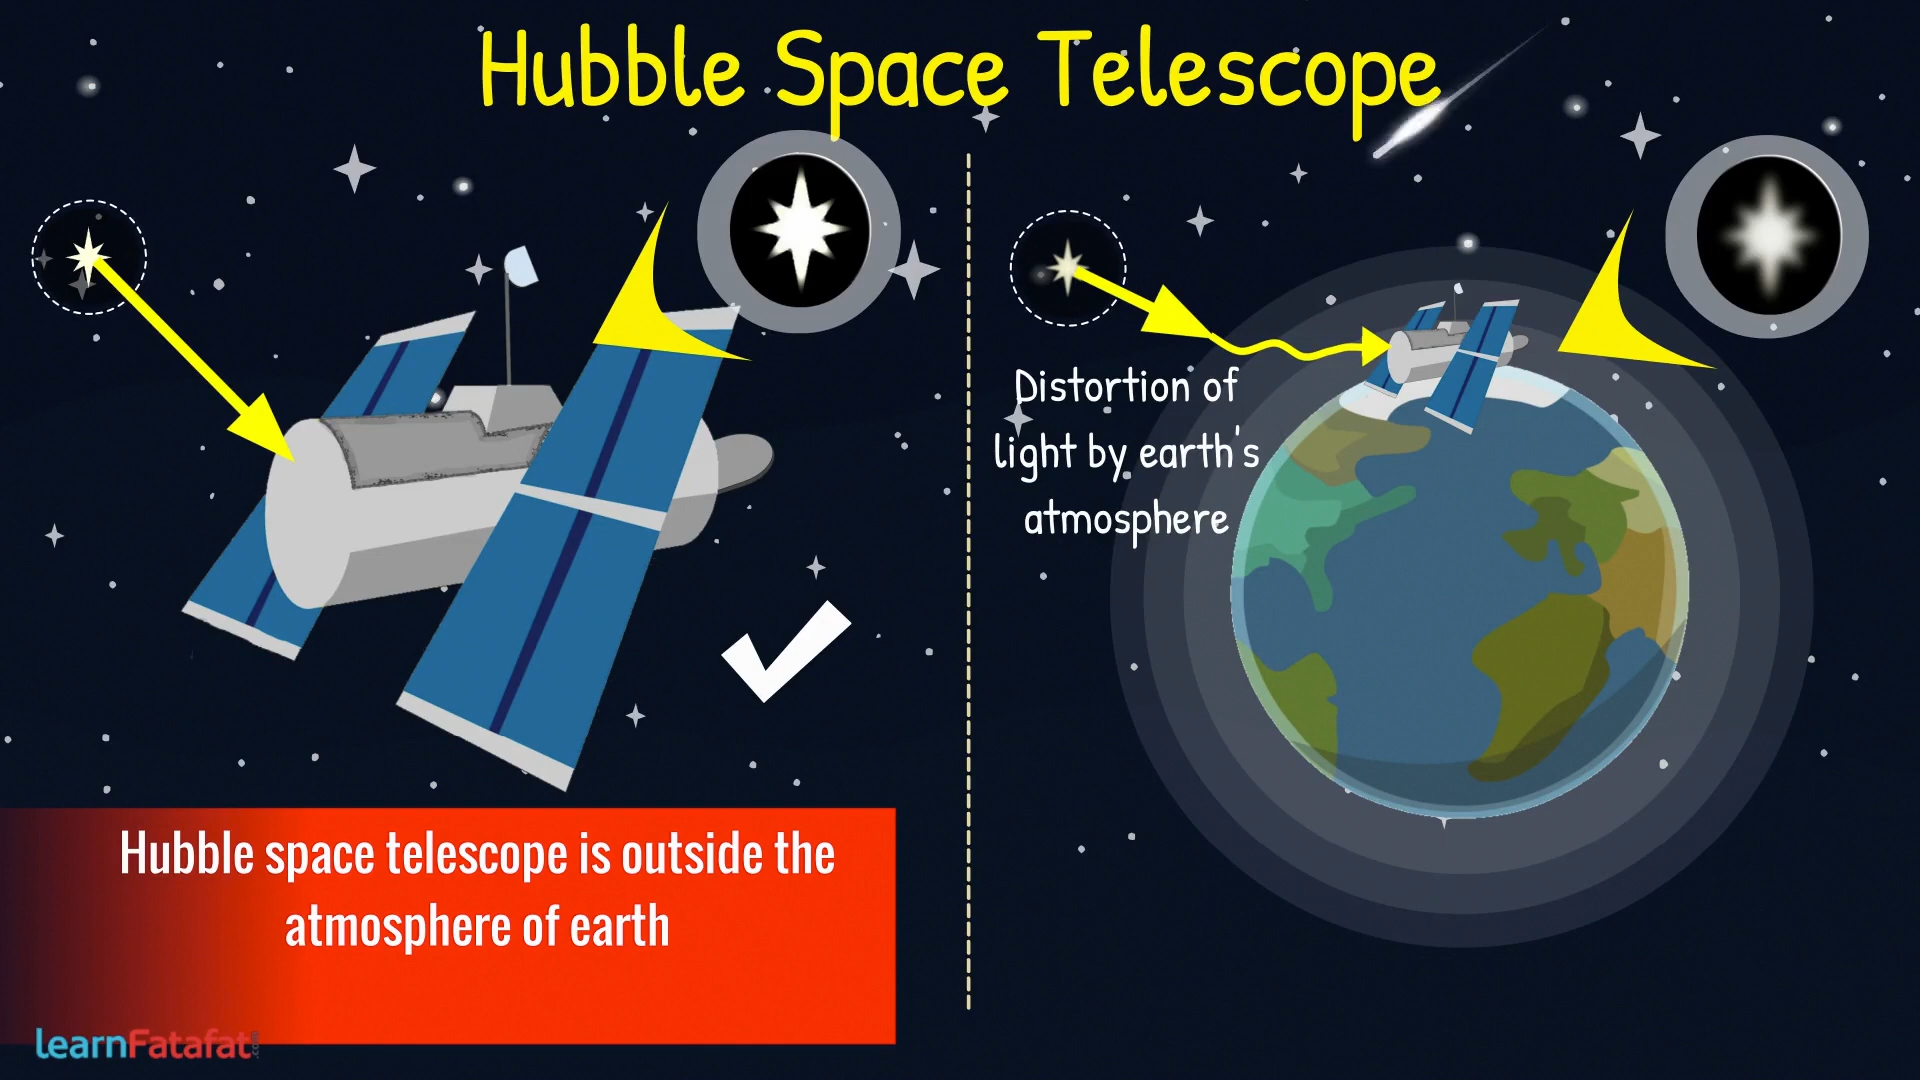 Hubble Space Telescope
Distortion of
light by earth's
atmosphere
Hubble space telescope is outside the
atmosphere of earth
learnFatafat